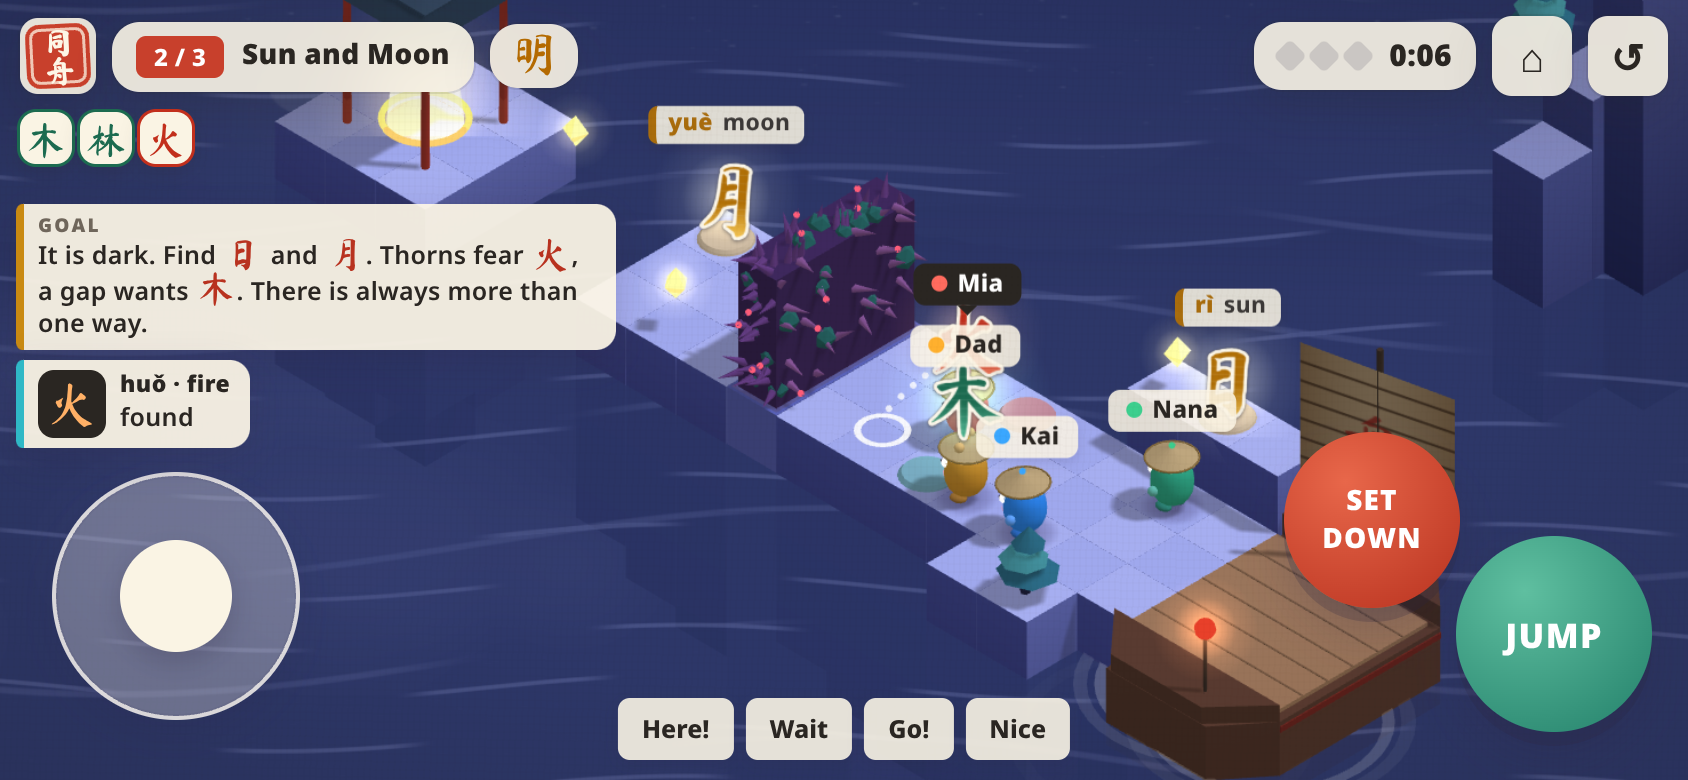 同舟
2 / 3 Sun and Moon
明
0:06
木 林 火
GOAL
It is dark. Find 日 and 月. Thorns fear 火,
a gap wants 木. There is always more than
one way.
火 huǒ · fire
found
yuè moon
月
Mia
Dad
木
Kai
rì sun
日
Nana
SET
DOWN
JUMP
Here! Wait Go! Nice